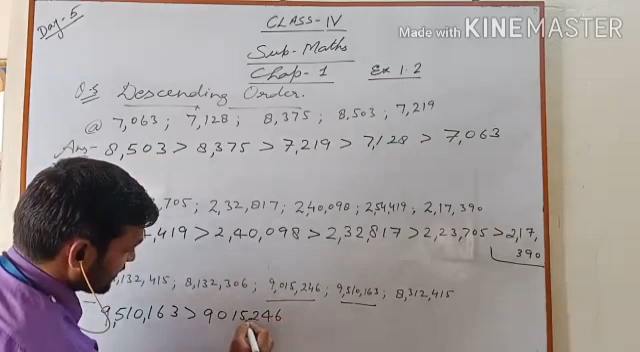 Made with KINEMASTER
Day-5
CLASS-IV
Sub-Maths
Chap-1 Ex 1.2
Q.5 Descending Order.
@ 7,063; 7,128; 8,375; 8,503; 7,219
Ans- 8,503 > 8,375 > 7,219 > 7,128 > 7,063
,705; 2,32,817; 2,40,098; 2,54,419; 2,17,390
,419 > 2,40,098 > 2,32,817 > 2,23,705 > 2,17,
390
,132,415; 8,132,306; 9,015,246; 9,510,163; 8,312,415
9,510,163 > 9015,246